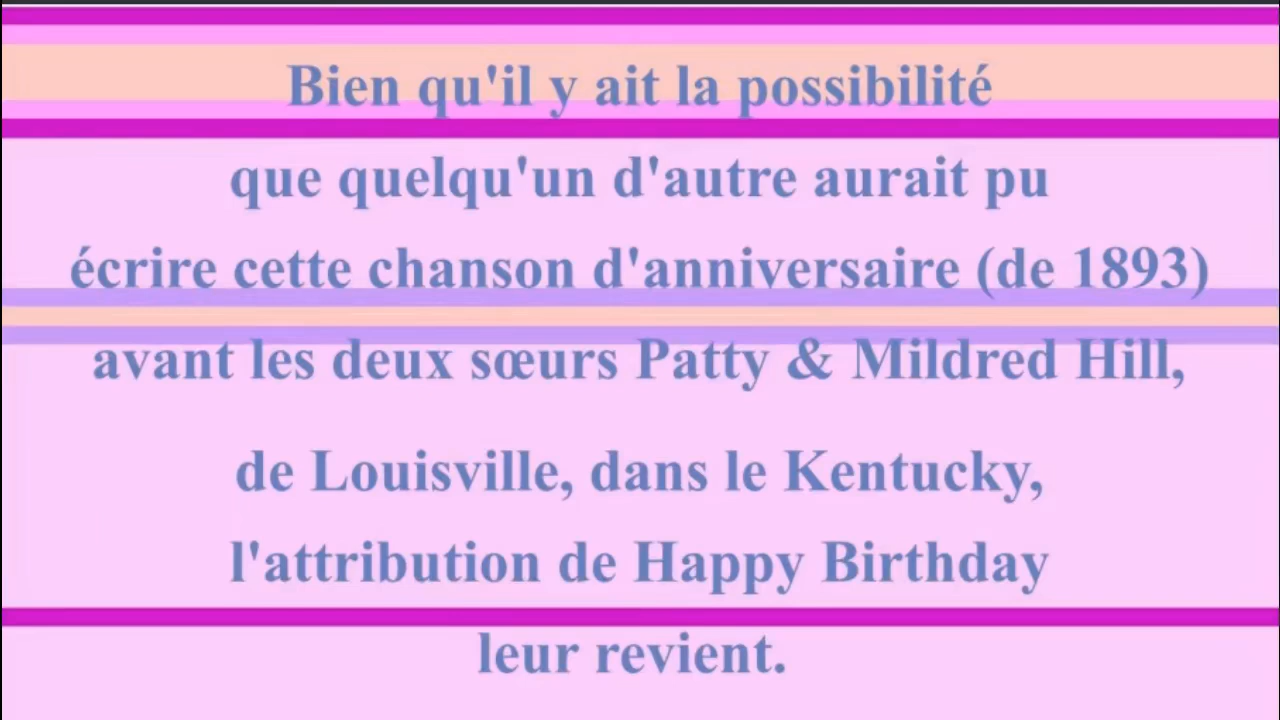 Bien qu'il y ait la possibilité
que quelqu'un d'autre aurait pu
écrire cette chanson d'anniversaire (de 1893)
avant les deux sœurs Patty & Mildred Hill,
de Louisville, dans le Kentucky,
l'attribution de Happy Birthday
leur revient.